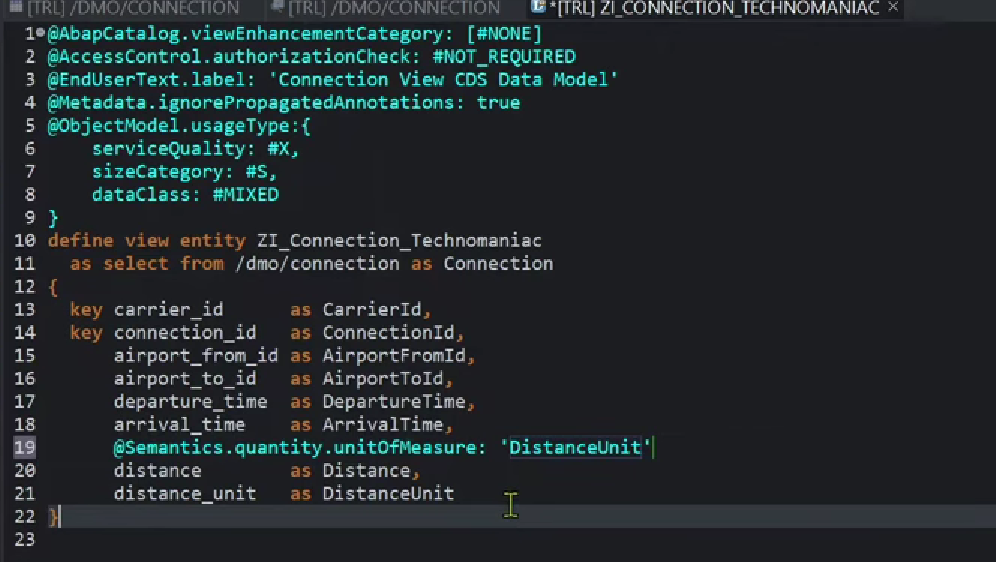 [TRL] /DMO/CONNECTION [TRL] /DMO/CONNECTION *[TRL] ZI_CONNECTION_TECHNOMANIAC
1 @AbapCatalog.viewEnhancementCategory: [#NONE]
2 @AccessControl.authorizationCheck: #NOT_REQUIRED
3 @EndUserText.label: 'Connection View CDS Data Model'
4 @Metadata.ignorePropagatedAnnotations: true
5 @ObjectModel.usageType:{
6 serviceQuality: #X,
7 sizeCategory: #S,
8 dataClass: #MIXED
9 }
10 define view entity ZI_Connection_Technomaniac
11 as select from /dmo/connection as Connection
12 {
13 key carrier_id as CarrierId,
14 key connection_id as ConnectionId,
15 airport_from_id as AirportFromId,
16 airport_to_id as AirportToId,
17 departure_time as DepartureTime,
18 arrival_time as ArrivalTime,
19 @Semantics.quantity.unitOfMeasure: 'DistanceUnit'
20 distance as Distance,
21 distance_unit as DistanceUnit
22 }
23